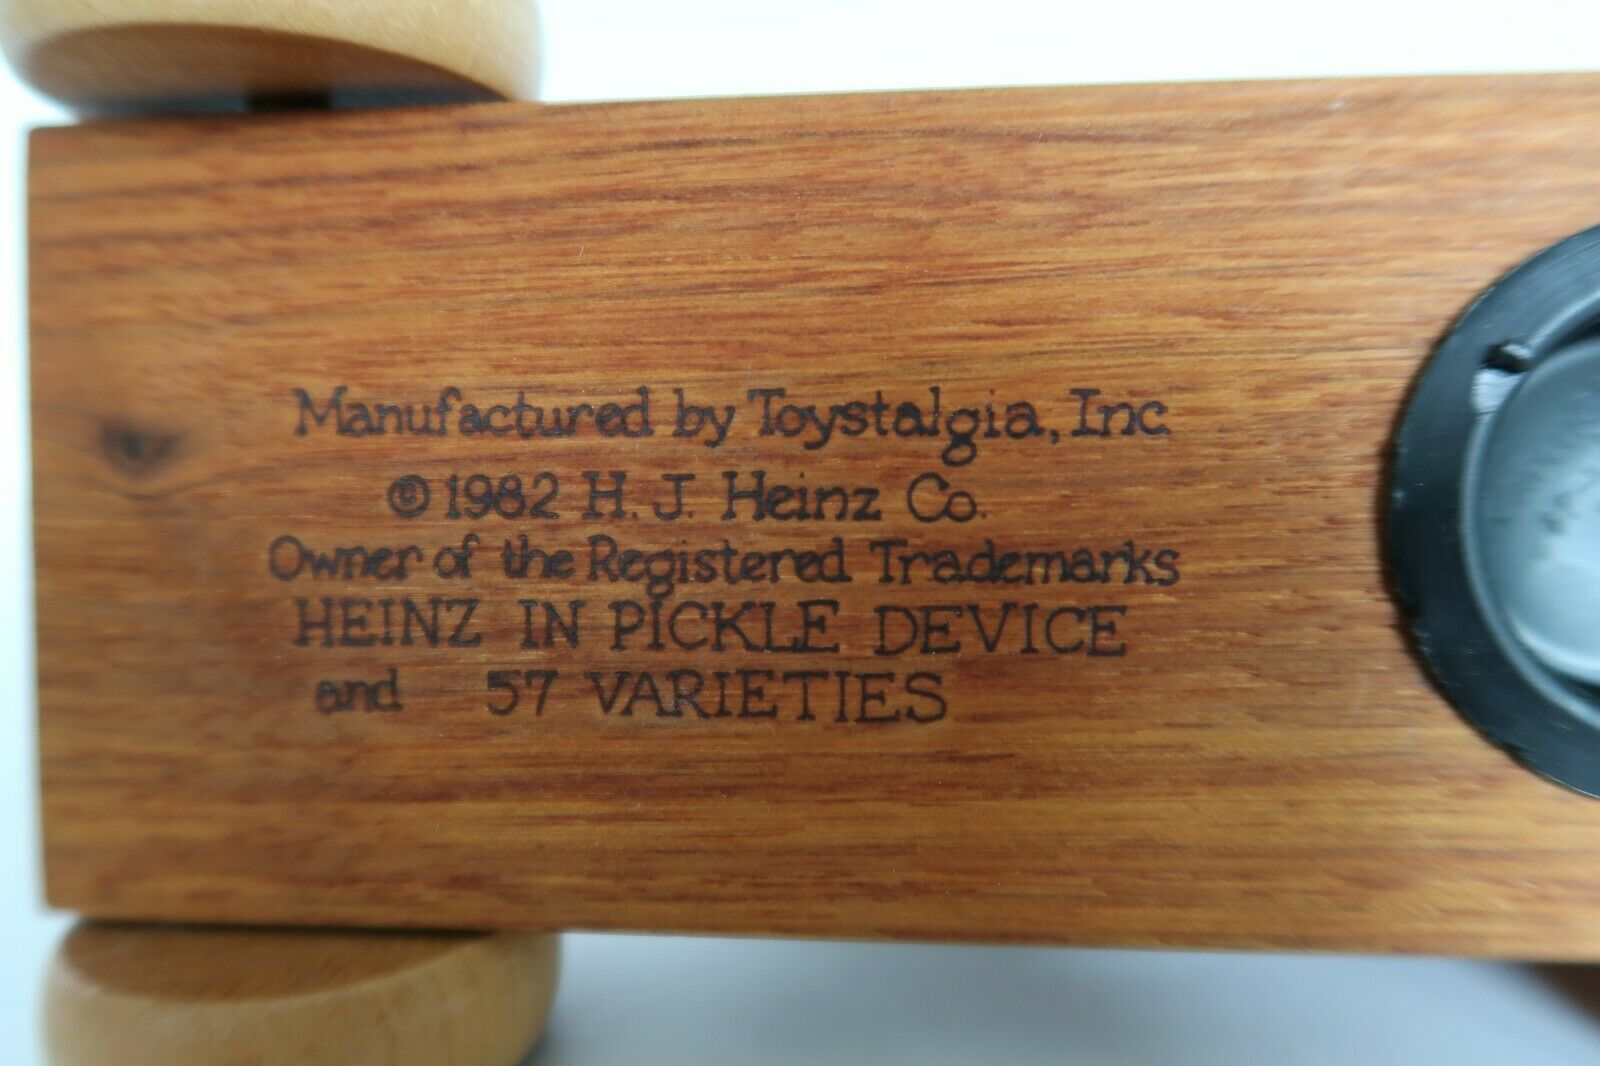 Manufactured by Toystalgia, Inc.
© 1982 H. J. Heinz Co.
Owner of the Registered Trademarks
HEINZ IN PICKLE DEVICE
and 57 VARIETIES